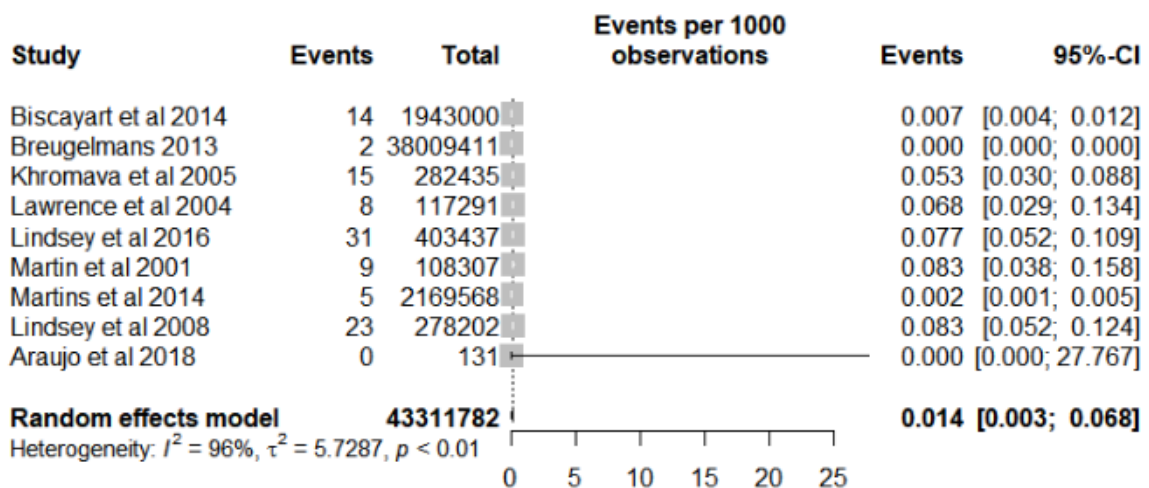 Events per 1000
Study Events Total observations Events 95%-CI
Biscayart et al 2014 14 1943000 0.007 [0.004; 0.012]
Breugelmans 2013 2 38009411 0.000 [0.000; 0.000]
Khromava et al 2005 15 282435 0.053 [0.030; 0.088]
Lawrence et al 2004 8 117291 0.068 [0.029; 0.134]
Lindsey et al 2016 31 403437 0.077 [0.052; 0.109]
Martin et al 2001 9 108307 0.083 [0.038; 0.158]
Martins 2014 5 2169568 0.002 [0.001; 0.005]
Lindsey et al 2008 23 278202 0.083 [0.052; 0.124]
Araujo et al 2018 0 131 0.000 [0.000; 27.767]
Random effects model 43311782 0.014 [0.003; 0.068]
Heterogeneity: I² = 96%, τ² = 5.7287, p < 0.01
0 5 10 15 20 25